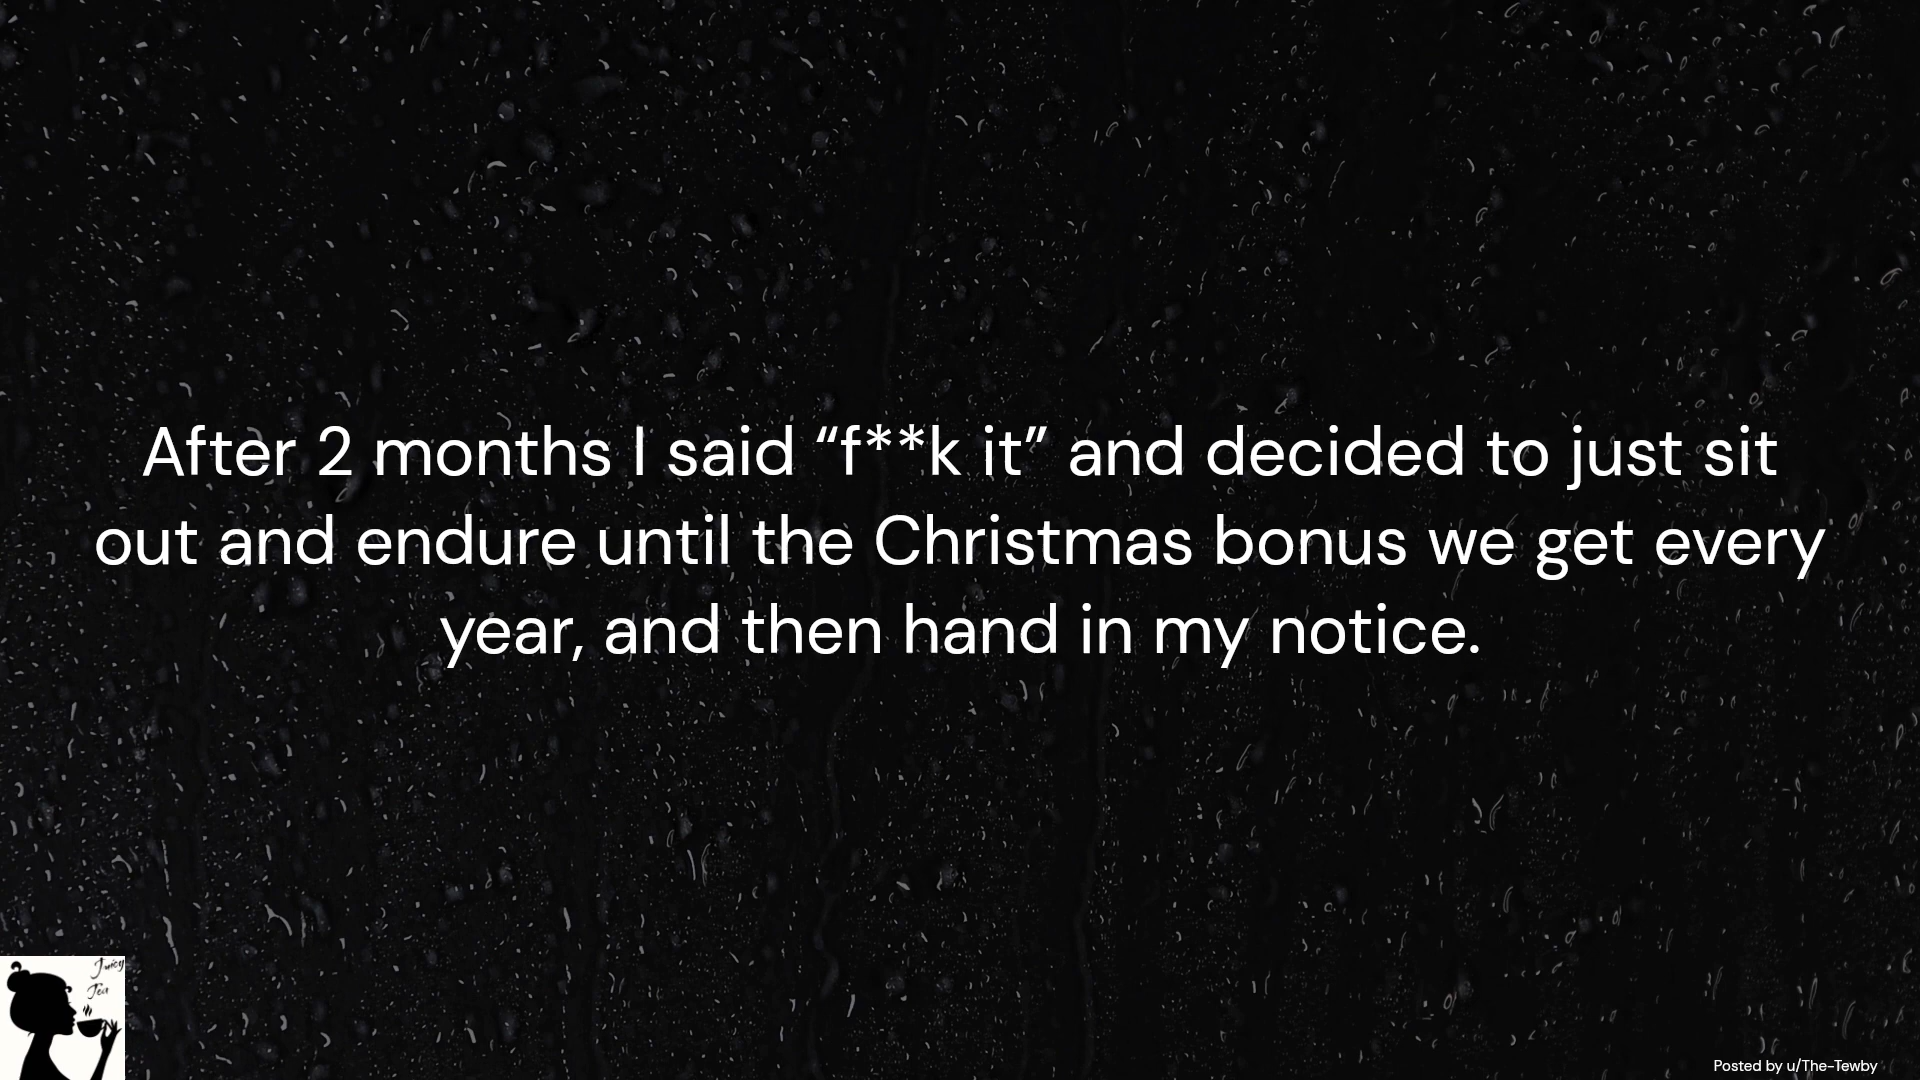 After 2 months I said “f**k it” and decided to just sit
out and endure until the Christmas bonus we get every
year, and then hand in my notice.
Juicy
Tea
Posted by u/The-Tewby